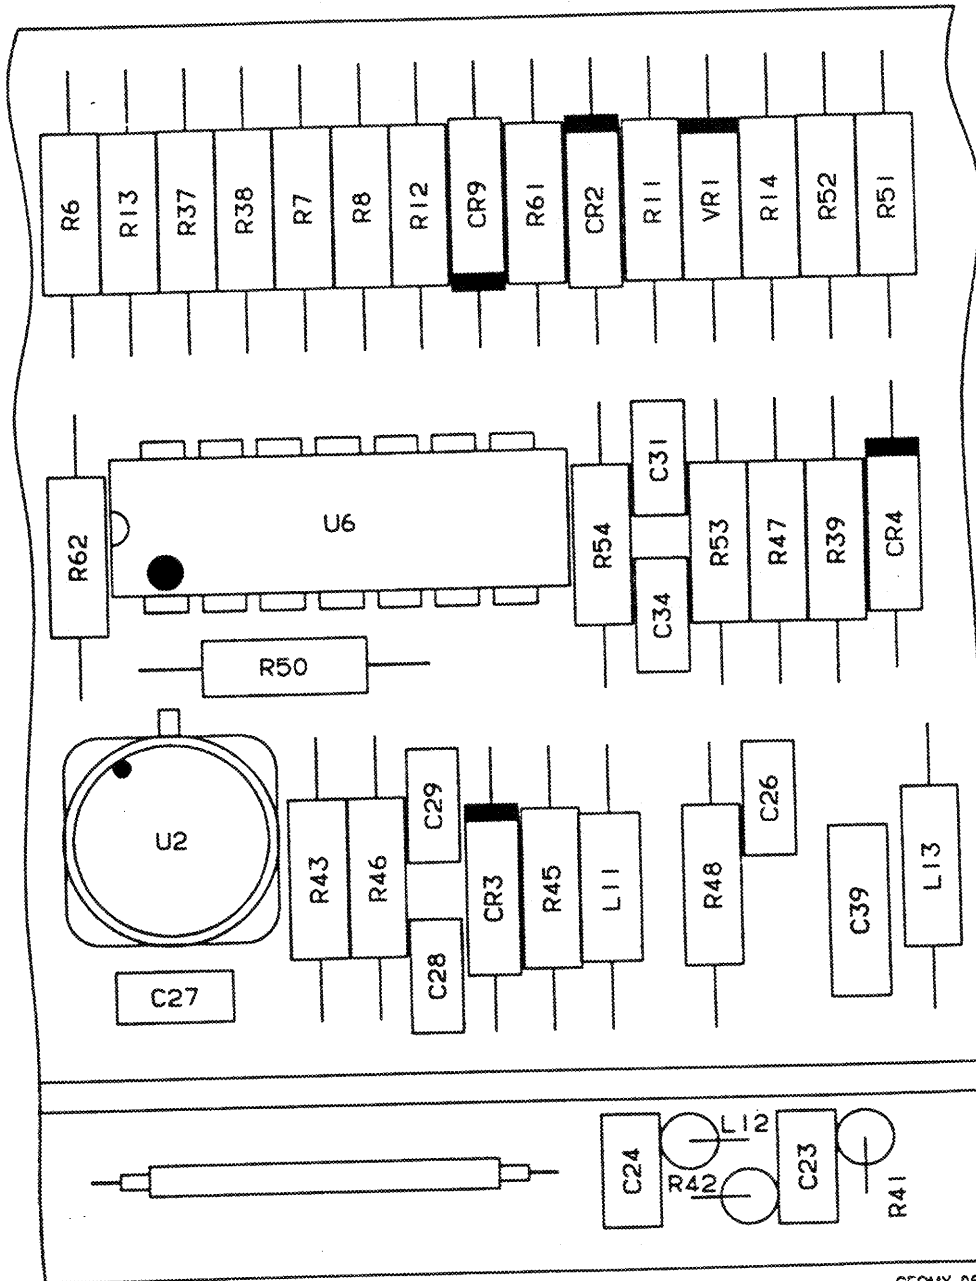 R6 R13 R37 R38 R7 R8 R12 CR9 R61 CR2 R11 VR1 R14 R52 R51
R62 U6 R54 C31 C34 R53 R47 R39 CR4
R50
U2 R43 R46 C29 C28 CR3 R45 L11 R48 C26 C39 L13
C27
C24 L12 R42 C23 R41